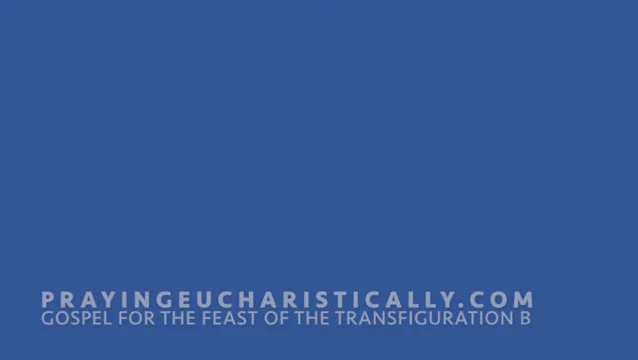 PRAYINGEUCHARISTICALLY.COM
GOSPEL FOR THE FEAST OF THE TRANSFIGURATION B